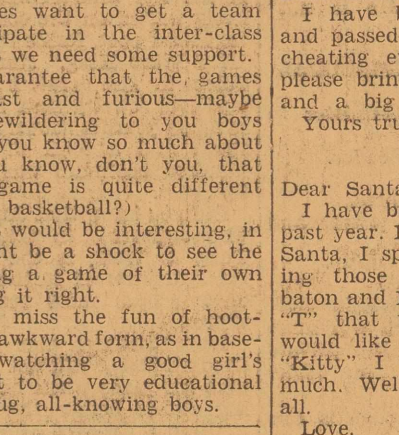 es want to get a team
ipate in the inter-class
we need some support.
arantee that the games
ast and furious—maybe
ewildering to you boys
you know so much about
u know, don't you, that
game is quite different
basketball?)
would be interesting, in
ht be a shock to see the
g a game of their own
g it right.
miss the fun of hoot-
awkward form, as in base-
watching a good girl's
t to be very educational
ug, all-knowing boys.
I have b
and passed
cheating e
please brin
and a big
Yours tru
Dear Santa
I have b
past year. I
Santa, I sp
ing those
baton and
"T" that
would like
"Kitty" I
much. Wel
all.
Love,